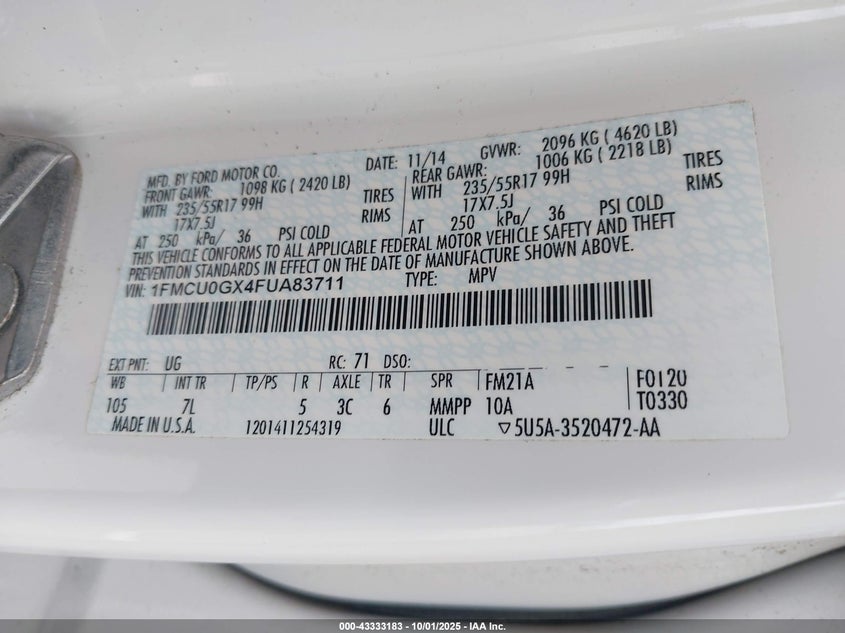 MFD. BY FORD MOTOR CO. DATE: 11/14 GVWR: 2096 KG ( 4620 LB)
FRONT GAWR: 1098 KG ( 2420 LB) REAR GAWR: 1006 KG ( 2218 LB)
WITH 235/55R17 99H TIRES WITH 235/55R17 99H TIRES
17X7.5J RIMS 17X7.5J RIMS
AT 250 kPa/ 36 PSI COLD AT 250 kPa/ 36 PSI COLD
THIS VEHICLE CONFORMS TO ALL APPLICABLE FEDERAL MOTOR VEHICLE SAFETY AND THEFT
PREVENTION STANDARDS IN EFFECT ON THE DATE OF MANUFACTURE SHOWN ABOVE.
VIN: 1FMCU0GX4FUA83711 TYPE: MPV
EXT PNT: UG RC: 71 DSO:
WB INT TR TP/PS R AXLE TR SPR FM21A F0120
105 7L 5 3C 6 MMPP 10A T0330
MADE IN U.S.A. 1201411254319 ULC ▽5U5A-3520472-AA
000-43333183 - 10/01/2025 - IAA Inc.